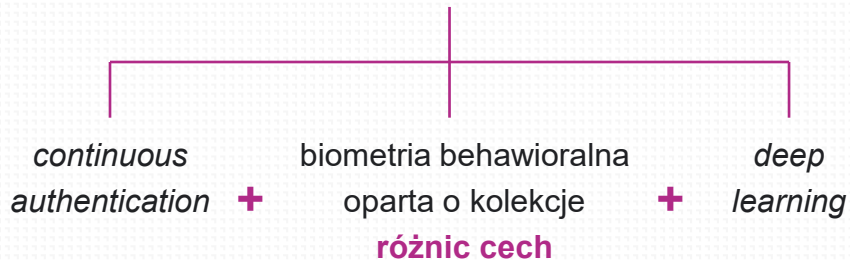 continuous
authentication
+
biometria behawioralna
oparta o kolekcje
różnic cech
+
deep
learning